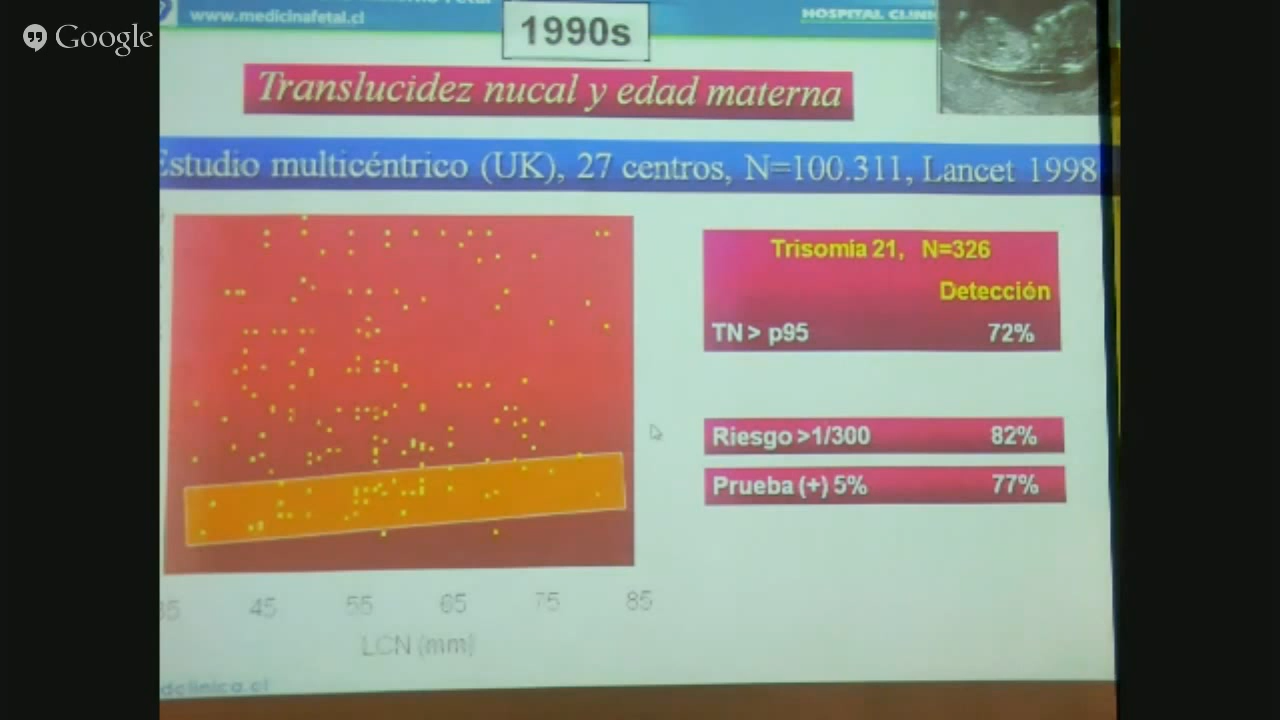 Google
www.medicinafetal.cl
HOSPITAL
1990s
Translucidez nucal y edad materna
Estudio multicéntrico (UK), 27 centros, N=100.311, Lancet 1998
Trisomia 21, N=326
Detección
TN > p95 72%
Riesgo >1/300 82%
Prueba (+) 5% 77%
45 55 65 75 85
LCN (mm)